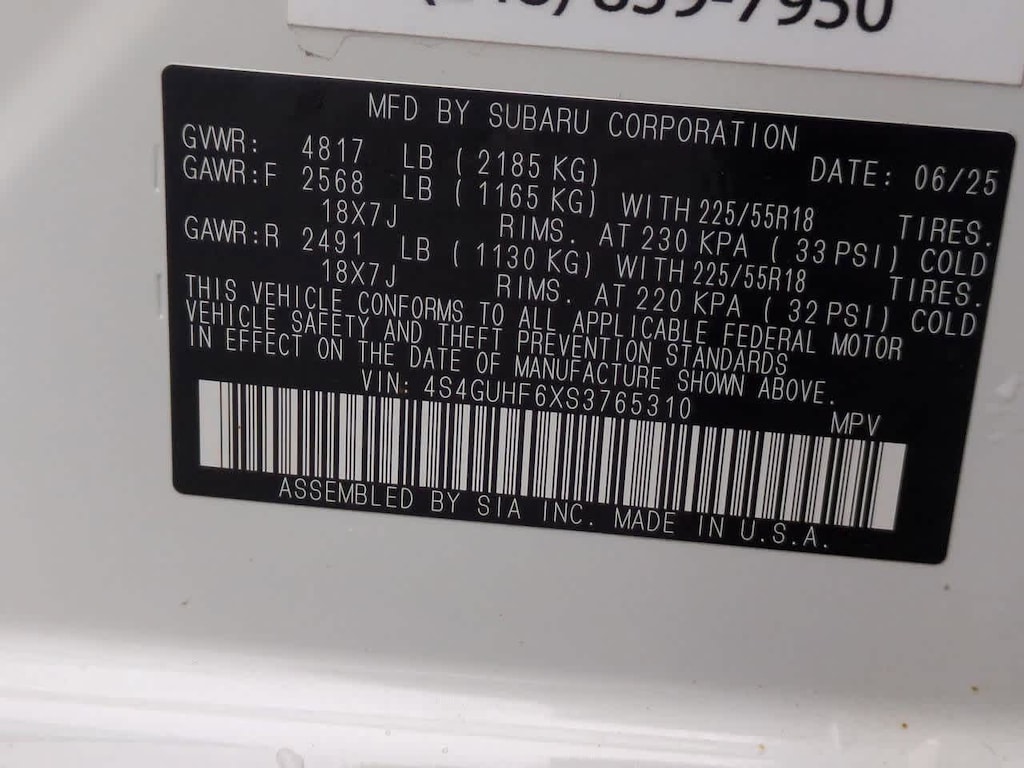 659-7950
MFD BY SUBARU CORPORATION
GVWR: 4817 LB ( 2185 KG) DATE: 06/25
GAWR:F 2568 LB ( 1165 KG) WITH 225/55R18 TIRES.
18X7J RIMS. AT 230 KPA ( 33 PSI) COLD
GAWR:R 2491 LB ( 1130 KG) WITH 225/55R18 TIRES.
18X7J RIMS. AT 220 KPA ( 32 PSI) COLD
THIS VEHICLE CONFORMS TO ALL APPLICABLE FEDERAL MOTOR
VEHICLE SAFETY AND THEFT PREVENTION STANDARDS
IN EFFECT ON THE DATE OF MANUFACTURE SHOWN ABOVE.
VIN: 4S4GUHF6XS3765310 MPV
ASSEMBLED BY SIA INC. MADE IN U.S.A.